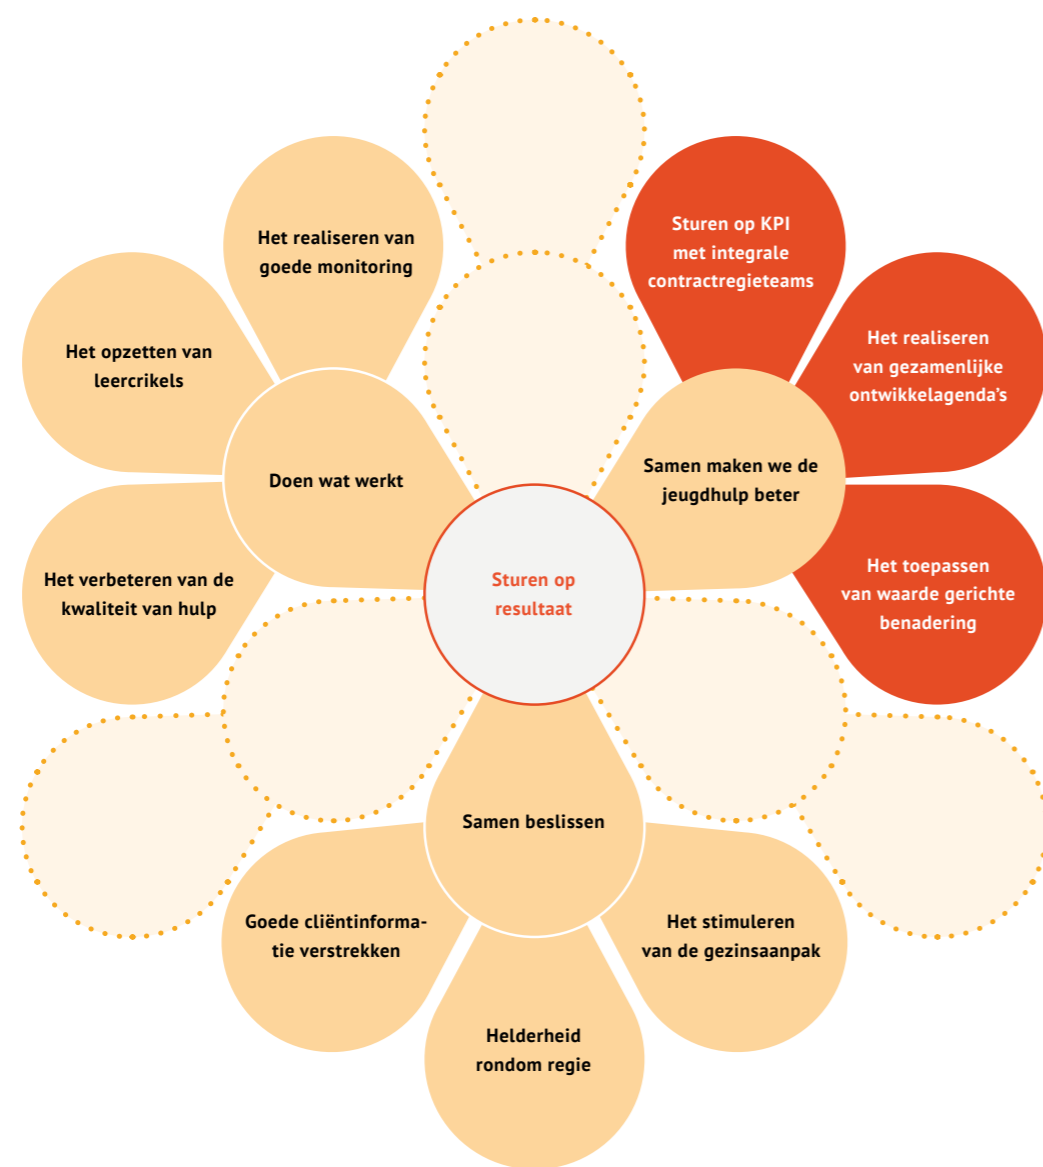 Sturen op KPI
met integrale
contractregieteams
Het realiseren van
goede monitoring
Het realiseren
van gezamenlijke
ontwikkelagenda's
Het opzetten van
leercrikels
Samen maken we de
jeugdhulp beter
Doen wat werkt
Het toepassen
van waarde gerichte
benadering
Het verbeteren van de
kwaliteit van hulp
Sturen op
resultaat
Samen beslissen
Goede cliëntinforma-
tie verstrekken
Het stimuleren
van de gezinsaanpak
Helderheid
rondom regie